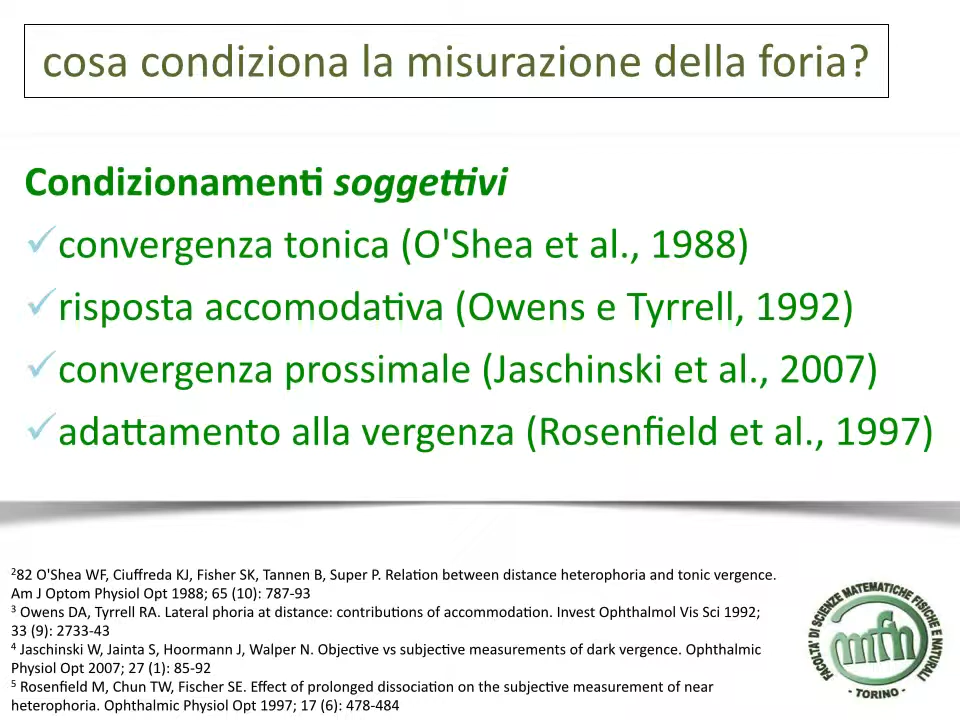 cosa condiziona la misurazione della foria?
Condizionamenti soggettivi
✓convergenza tonica (O'Shea et al., 1988)
✓risposta accomodativa (Owens e Tyrrell, 1992)
✓convergenza prossimale (Jaschinski et al., 2007)
✓adattamento alla vergenza (Rosenfield et al., 1997)
²82 O'Shea WF, Ciuffreda KJ, Fisher SK, Tannen B, Super P. Relation between distance heterophoria and tonic vergence.
Am J Optom Physiol Opt 1988; 65 (10): 787-93
³ Owens DA, Tyrrell RA. Lateral phoria at distance: contributions of accommodation. Invest Ophthalmol Vis Sci 1992;
33 (9): 2733-43
⁴ Jaschinski W, Jainta S, Hoormann J, Walper N. Objective vs subjective measurements of dark vergence. Ophthalmic
Physiol Opt 2007; 27 (1): 85-92
⁵ Rosenfield M, Chun TW, Fischer SE. Effect of prolonged dissociation on the subjective measurement of near
heterophoria. Ophthalmic Physiol Opt 1997; 17 (6): 478-484
FACOLTA' DI SCIENZE MATEMATICHE FISICHE E NATURALI
mfn
- TORINO -